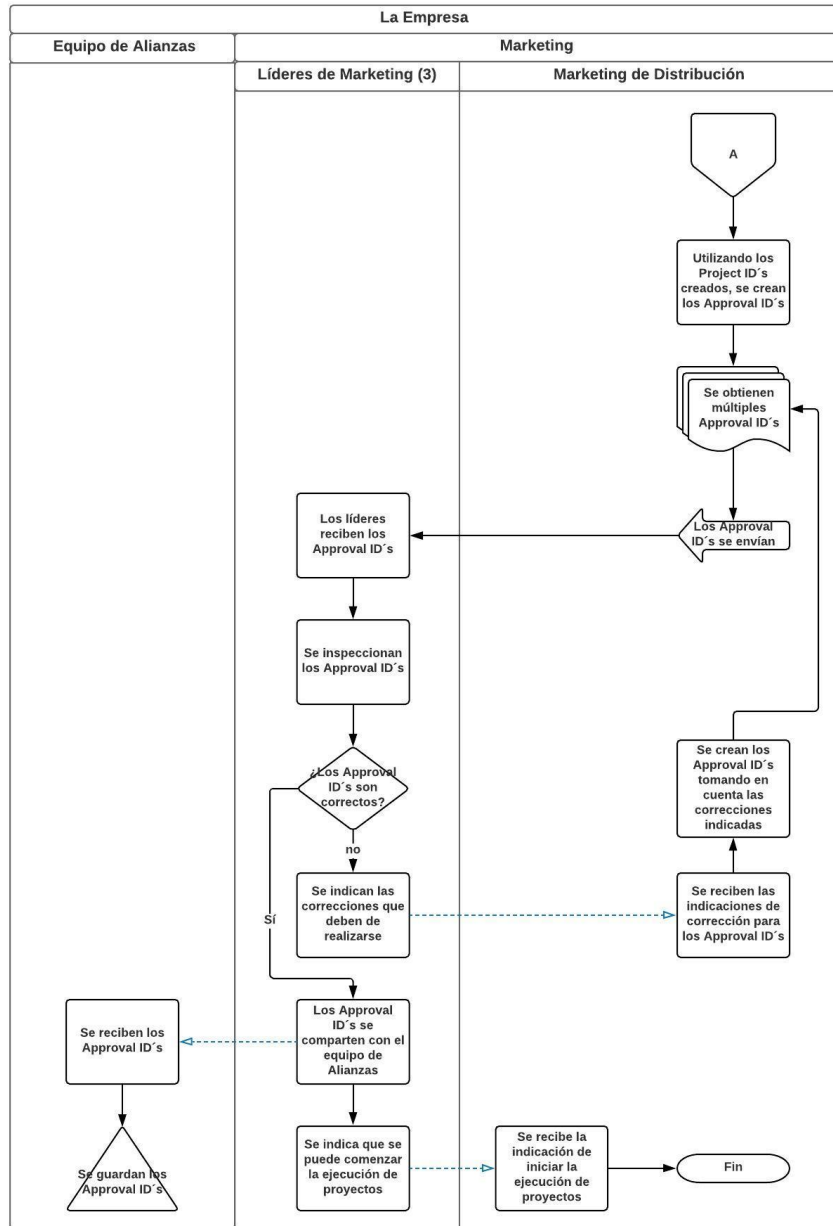 La Empresa
Equipo de Alianzas
Marketing
Líderes de Marketing (3)
Marketing de Distribución
A
Utilizando los
Project ID´s
creados, se crean
los Approval ID´s
Se obtienen
múltiples
Approval ID´s
Los Approval
ID´s se envían
Los líderes
reciben los
Approval ID´s
Se inspeccionan
los Approval ID´s
¿Los Approval
ID´s son
correctos?
no
Sí
Se indican las
correcciones que
deben de
realizarse
Se reciben las
indicaciones de
corrección para
los Approval ID´s
Se crean los
Approval ID´s
tomando en
cuenta las
correcciones
indicadas
Los Approval
ID´s se
comparten con el
equipo de
Alianzas
Se reciben los
Approval ID´s
Se guardan los
Approval ID´s
Se indica que se
puede comenzar
la ejecución de
proyectos
Se recibe la
indicación de
iniciar la
ejecución de
proyectos
Fin